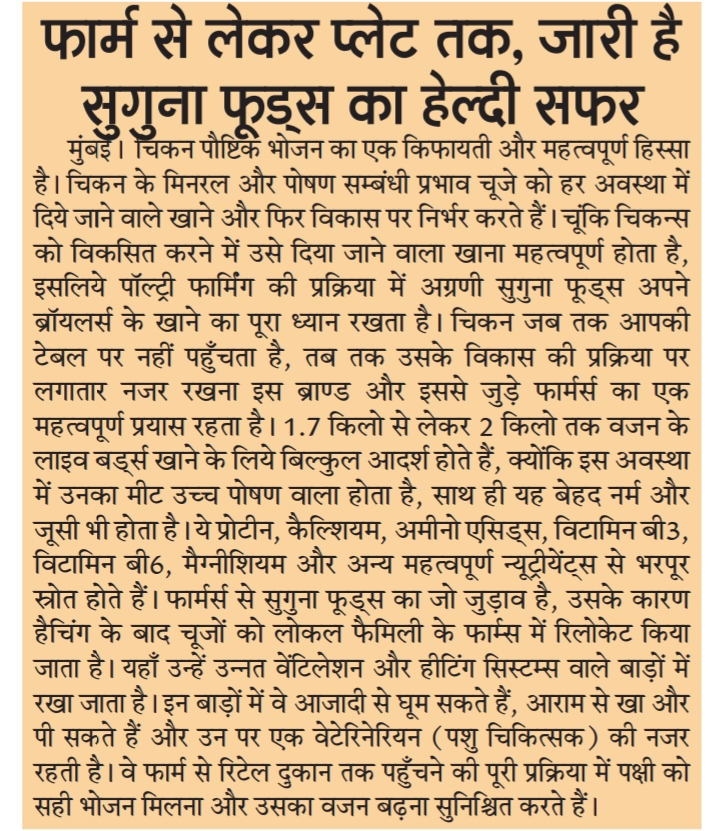 फार्म से लेकर प्लेट तक, जारी है
सुगुना फूड्स का हेल्दी सफर
मुंबई। चिकन पौष्टिक भोजन का एक किफायती और महत्वपूर्ण हिस्सा
है। चिकन के मिनरल और पोषण सम्बंधी प्रभाव चूजे को हर अवस्था में
दिये जाने वाले खाने और फिर विकास पर निर्भर करते हैं। चूंकि चिकन्स
को विकसित करने में उसे दिया जाने वाला खाना महत्वपूर्ण होता है,
इसलिये पॉल्ट्री फार्मिंग की प्रक्रिया में अग्रणी सुगुना फूड्स अपने
ब्रॉयलर्स के खाने का पूरा ध्यान रखता है। चिकन जब तक आपकी
टेबल पर नहीं पहुँचता है, तब तक उसके विकास की प्रक्रिया पर
लगातार नजर रखना इस ब्राण्ड और इससे जुड़े फार्मर्स का एक
महत्वपूर्ण प्रयास रहता है। 1.7 किलो से लेकर 2 किलो तक वजन के
लाइव बर्ड्स खाने के लिये बिल्कुल आदर्श होते हैं, क्योंकि इस अवस्था
में उनका मीट उच्च पोषण वाला होता है, साथ ही यह बेहद नर्म और
जूसी भी होता है। ये प्रोटीन, कैल्शियम, अमीनो एसिड्स, विटामिन बी3,
विटामिन बी6, मैग्नीशियम और अन्य महत्वपूर्ण न्यूट्रीयेंट्स से भरपूर
स्रोत होते हैं। फार्मर्स से सुगुना फूड्स का जो जुड़ाव है, उसके कारण
हैचिंग के बाद चूजों को लोकल फैमिली के फार्म्स में रिलोकेट किया
जाता है। यहाँ उन्हें उन्नत वेंटिलेशन और हीटिंग सिस्टम्स वाले बाड़ों में
रखा जाता है। इन बाड़ों में वे आजादी से घूम सकते हैं, आराम से खा और
पी सकते हैं और उन पर एक वेटेरिनेरियन (पशु चिकित्सक) की नजर
रहती है। वे फार्म से रिटेल दुकान तक पहुँचने की पूरी प्रक्रिया में पक्षी को
सही भोजन मिलना और उसका वजन बढ़ना सुनिश्चित करते हैं।